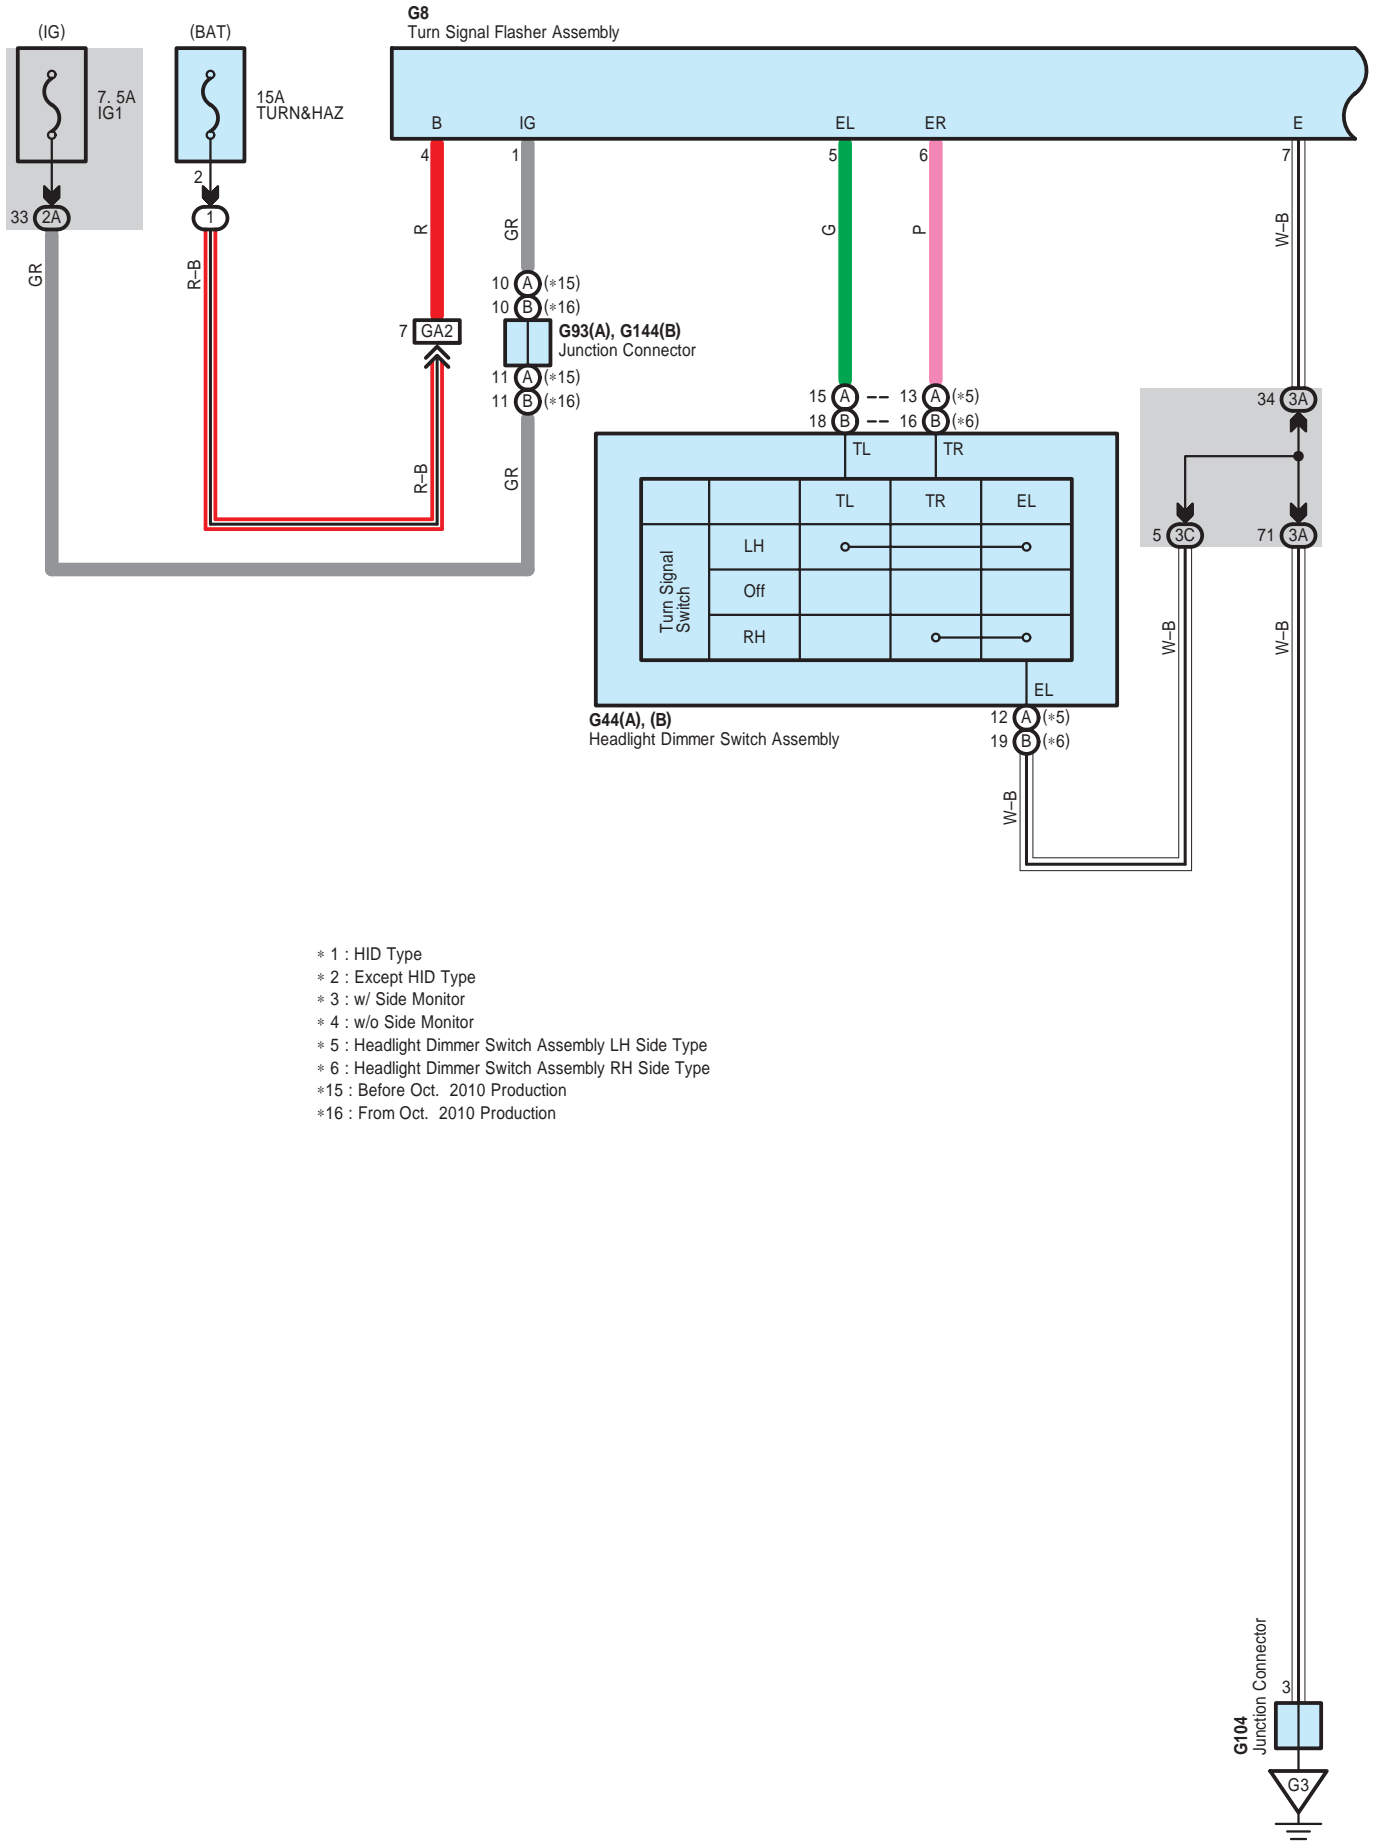 G8
Turn Signal Flasher Assembly
(IG)
(BAT)
7. 5A
IG1
15A
TURN&HAZ
B
IG
EL
ER
E
4
1
5
6
7
2
33
2A
1
R
GR
G
P
W–B
GR
R–B
10 A (∗15)
10 B (∗16)
7 GA2
G93(A), G144(B)
Junction Connector
11 A (∗15)
11 B (∗16)
15 A -- 13 A (∗5)
18 B -- 16 B (∗6)
34 3A
R–B
GR
TL
TR
TL
TR
EL
LH
Off
RH
Turn Signal
Switch
5 3C
71 3A
W–B
W–B
EL
G44(A), (B)
Headlight Dimmer Switch Assembly
12 A (∗5)
19 B (∗6)
W–B
∗ 1 : HID Type
∗ 2 : Except HID Type
∗ 3 : w/ Side Monitor
∗ 4 : w/o Side Monitor
∗ 5 : Headlight Dimmer Switch Assembly LH Side Type
∗ 6 : Headlight Dimmer Switch Assembly RH Side Type
∗15 : Before Oct. 2010 Production
∗16 : From Oct. 2010 Production
3
G104
Junction Connector
G3